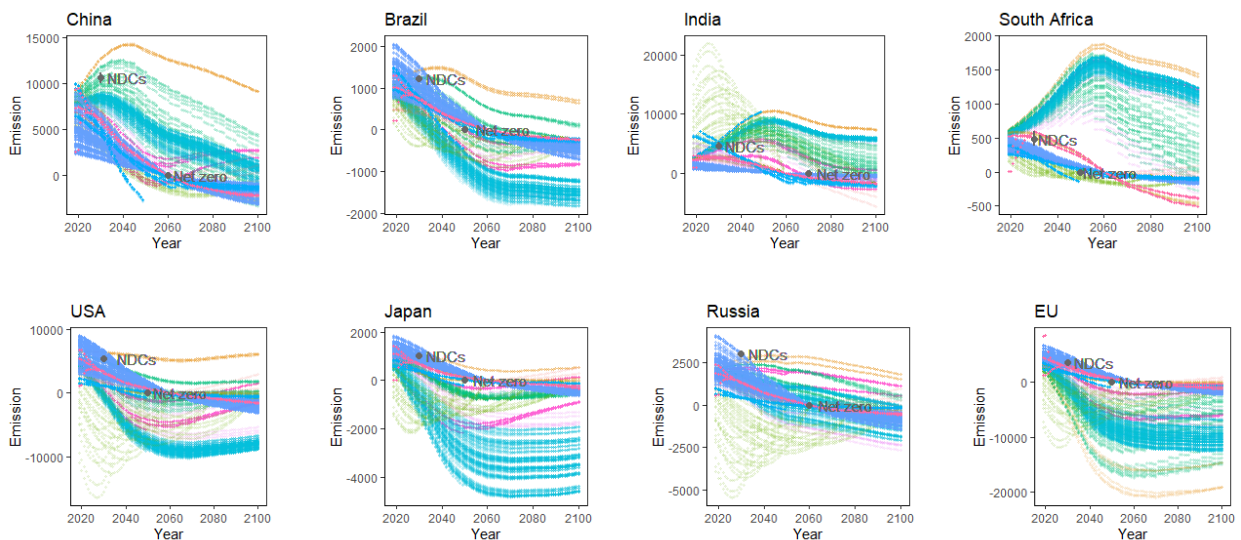 China
Brazil
India
South Africa
15000
10000
5000
0
Emission
NDCs
Net zero
2020 2040 2060 2080 2100
Year
2000
1000
0
-1000
-2000
Emission
NDCs
Net zero
2020 2040 2060 2080 2100
Year
20000
10000
0
Emission
NDCs
Net zero
2020 2040 2060 2080 2100
Year
2000
1500
1000
500
0
-500
Emission
NDCs
Net zero
2020 2040 2060 2080 2100
Year
USA
Japan
Russia
EU
10000
0
-10000
Emission
NDCs
Net zero
2020 2040 2060 2080 2100
Year
2000
0
-2000
-4000
Emission
NDCs
Net zero
2020 2040 2060 2080 2100
Year
2500
0
-2500
-5000
Emission
NDCs
Net zero
2020 2040 2060 2080 2100
Year
0
-10000
-20000
Emission
NDCs
Net zero
2020 2040 2060 2080 2100
Year